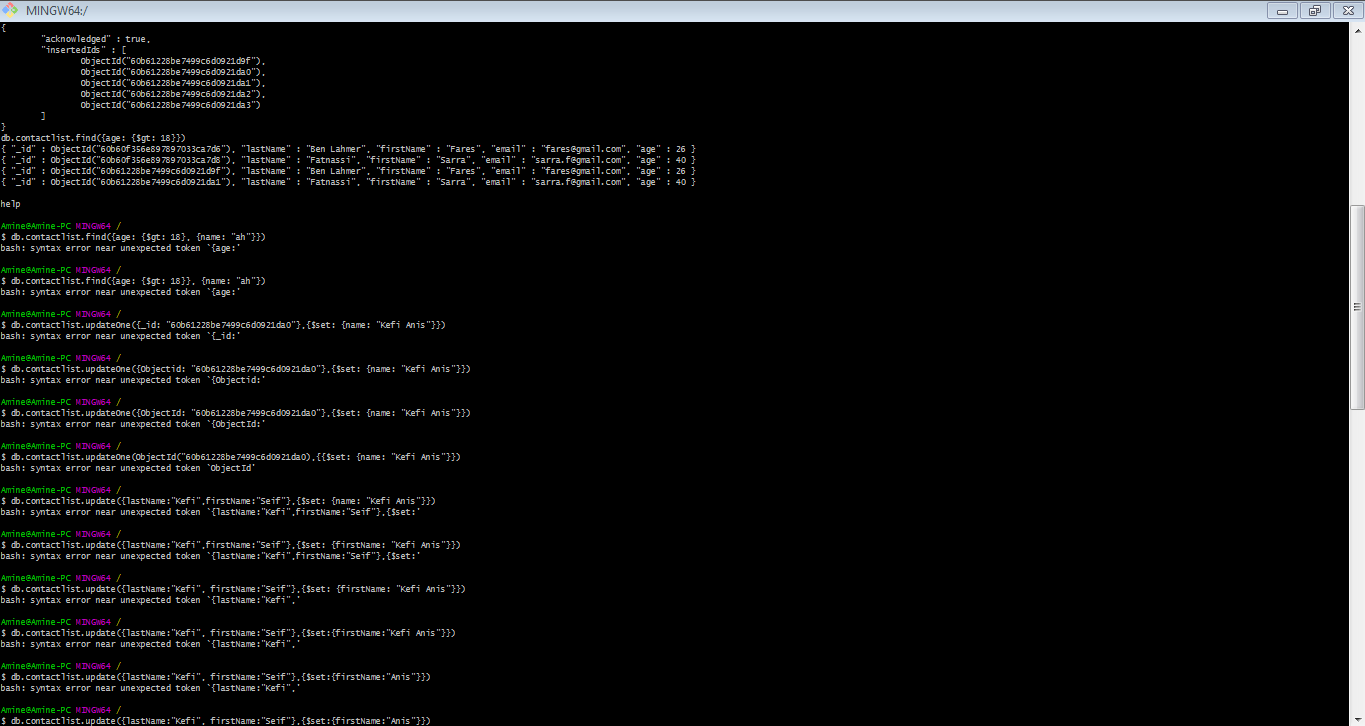 MINGW64:/
{
"acknowledged" : true,
"insertedIds" : [
ObjectId("60b61228be7499c6d0921d9f"),
ObjectId("60b61228be7499c6d0921da0"),
ObjectId("60b61228be7499c6d0921da1"),
ObjectId("60b61228be7499c6d0921da2"),
ObjectId("60b61228be7499c6d0921da3")
]
}
db.contactlist.find({age: {$gt: 18}})
{ "_id" : ObjectId("60b60f356e897897033ca7d6"), "lastName" : "Ben Lahmer", "firstName" : "Fares", "email" : "fares@gmail.com", "age" : 26 }
{ "_id" : ObjectId("60b60f356e897897033ca7d8"), "lastName" : "Fatnassi", "firstName" : "Sarra", "email" : "sarra.f@gmail.com", "age" : 40 }
{ "_id" : ObjectId("60b61228be7499c6d0921d9f"), "lastName" : "Ben Lahmer", "firstName" : "Fares", "email" : "fares@gmail.com", "age" : 26 }
{ "_id" : ObjectId("60b61228be7499c6d0921da1"), "lastName" : "Fatnassi", "firstName" : "Sarra", "email" : "sarra.f@gmail.com", "age" : 40 }
help
Amine@Amine-PC MINGW64 /
$ db.contactlist.find({age: {$gt: 18}, {name: "ah"}})
bash: syntax error near unexpected token `{age:'
Amine@Amine-PC MINGW64 /
$ db.contactlist.find({age: {$gt: 18}}, {name: "ah"})
bash: syntax error near unexpected token `{age:'
Amine@Amine-PC MINGW64 /
$ db.contactlist.updateOne({_id: "60b61228be7499c6d0921da0"},{$set: {name: "Kefi Anis"}})
bash: syntax error near unexpected token `{_id:'
Amine@Amine-PC MINGW64 /
$ db.contactlist.updateOne({Objectid: "60b61228be7499c6d0921da0"},{$set: {name: "Kefi Anis"}})
bash: syntax error near unexpected token `{Objectid:'
Amine@Amine-PC MINGW64 /
$ db.contactlist.updateOne({ObjectId: "60b61228be7499c6d0921da0"},{$set: {name: "Kefi Anis"}})
bash: syntax error near unexpected token `{ObjectId:'
Amine@Amine-PC MINGW64 /
$ db.contactlist.updateOne(ObjectId("60b61228be7499c6d0921da0),{{$set: {name: "Kefi Anis"}})
bash: syntax error near unexpected token `ObjectId'
Amine@Amine-PC MINGW64 /
$ db.contactlist.update({lastName:"Kefi",firstName:"Seif"},{$set: {name: "Kefi Anis"}})
bash: syntax error near unexpected token `{lastName:"Kefi",firstName:"Seif"},{$set:'
Amine@Amine-PC MINGW64 /
$ db.contactlist.update({lastName:"Kefi",firstName:"Seif"},{$set: {firstName: "Kefi Anis"}})
bash: syntax error near unexpected token `{lastName:"Kefi",firstName:"Seif"},{$set:'
Amine@Amine-PC MINGW64 /
$ db.contactlist.update({lastName:"Kefi", firstName:"Seif"},{$set: {firstName: "Kefi Anis"}})
bash: syntax error near unexpected token `{lastName:"Kefi",'
Amine@Amine-PC MINGW64 /
$ db.contactlist.update({lastName:"Kefi", firstName:"Seif"},{$set:{firstName:"Kefi Anis"}})
bash: syntax error near unexpected token `{lastName:"Kefi",'
Amine@Amine-PC MINGW64 /
$ db.contactlist.update({lastName:"Kefi", firstName:"Seif"},{$set:{firstName:"Anis"}})
bash: syntax error near unexpected token `{lastName:"Kefi",'
Amine@Amine-PC MINGW64 /
$ db.contactlist.update({lastName:"Kefi", firstName:"Seif"},{$set:{firstName:"Anis"}})